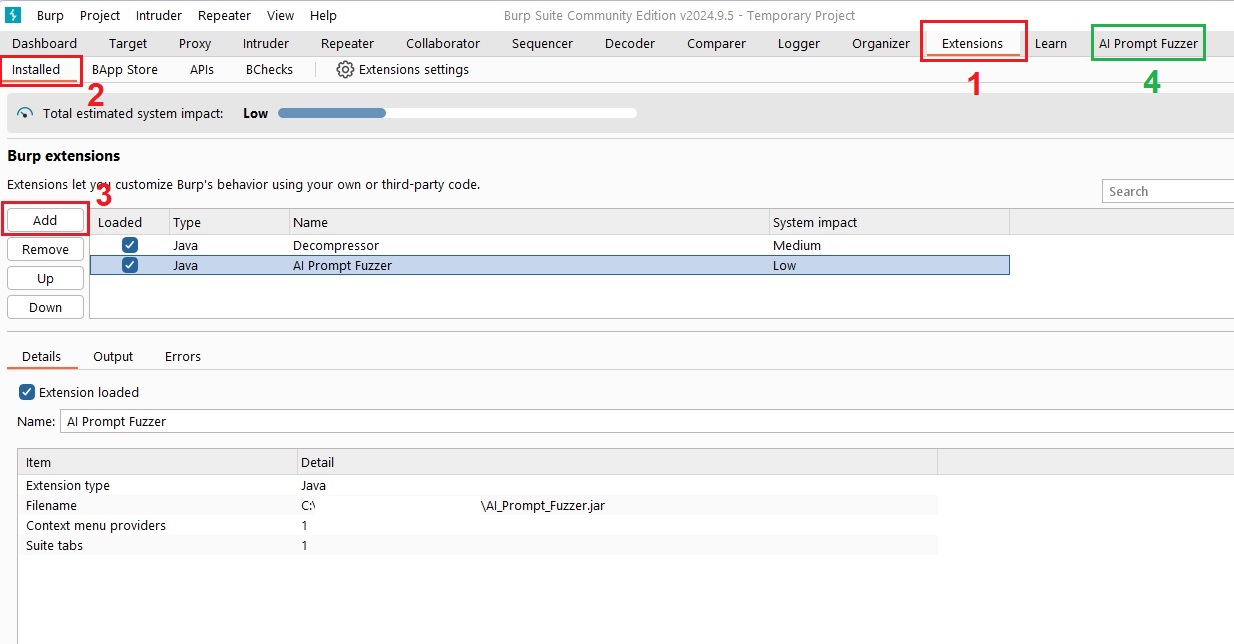 Burp Project Intruder Repeater View Help Burp Suite Community Edition v2024.9.5 - Temporary Project
Dashboard Target Proxy Intruder Repeater Collaborator Sequencer Decoder Comparer Logger Organizer Extensions Learn AI Prompt Fuzzer
Installed BApp Store APIs BChecks Extensions settings
1
4
2
Total estimated system impact: Low
Burp extensions
Extensions let you customize Burp's behavior using your own or third-party code.
3
Search
Add Loaded Type Name System impact
Remove Java Decompressor Medium
Java AI Prompt Fuzzer Low
Up
Down
Details Output Errors
Extension loaded
Name: AI Prompt Fuzzer
Item Detail
Extension type Java
Filename C:\ \AI_Prompt_Fuzzer.jar
Context menu providers 1
Suite tabs 1